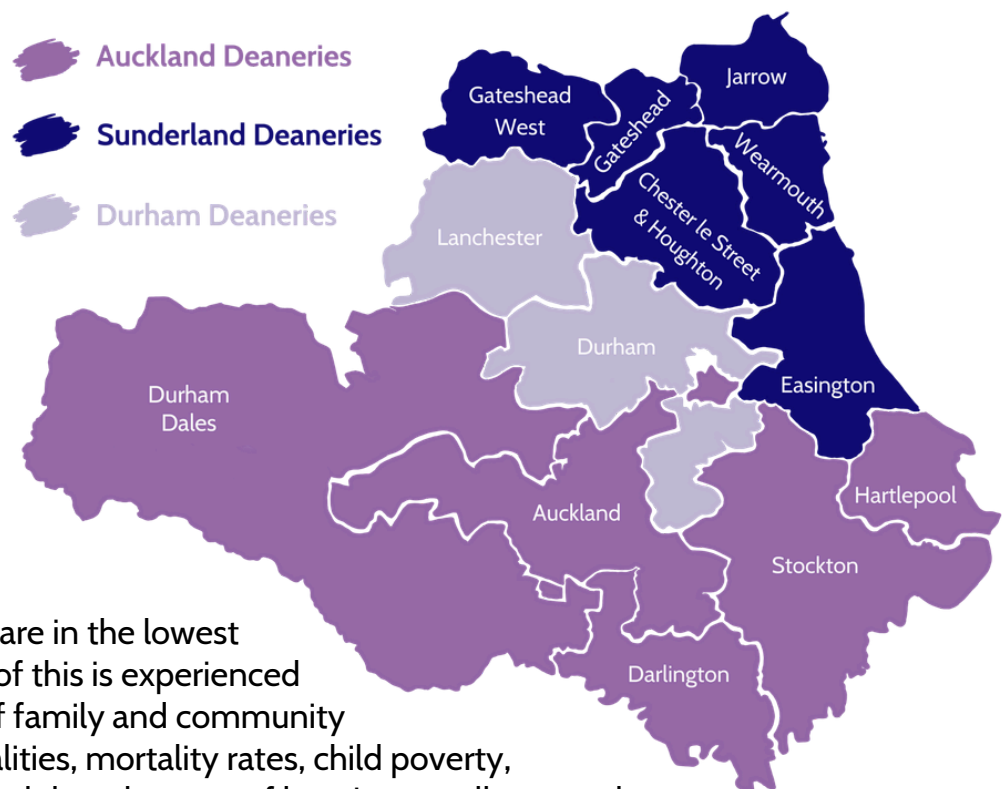 Auckland Deaneries
Sunderland Deaneries
Durham Deaneries
Jarrow
Gateshead
West
Gateshead
Wearmouth
Chester le Street
& Houghton
Lanchester
Durham
Easington
Durham
Dales
Hartlepool
Auckland
Stockton
Darlington
are in the lowest
of this is experienced
f family and community
alities, mortality rates, child poverty,